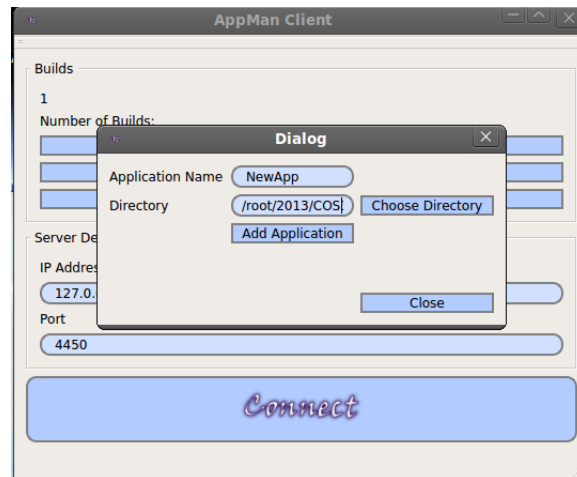 AppMan Client
Builds
1
Number of Builds:
Dialog
Application Name NewApp
Directory /root/2013/COS Choose Directory
Add Application
Close
Server De
IP Addres
127.0.
Port
4450
Connect